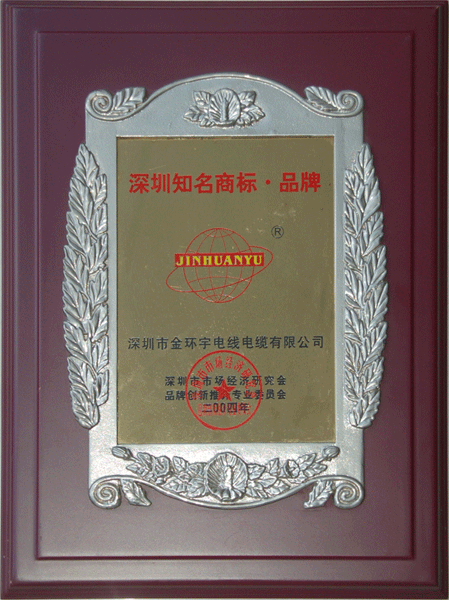 深圳知名商标·品牌
®
JINHUANYU
深圳市金环宇电线电缆有限公司
深圳市市场经济研究会
品牌创新推广专业委员会
二00四年